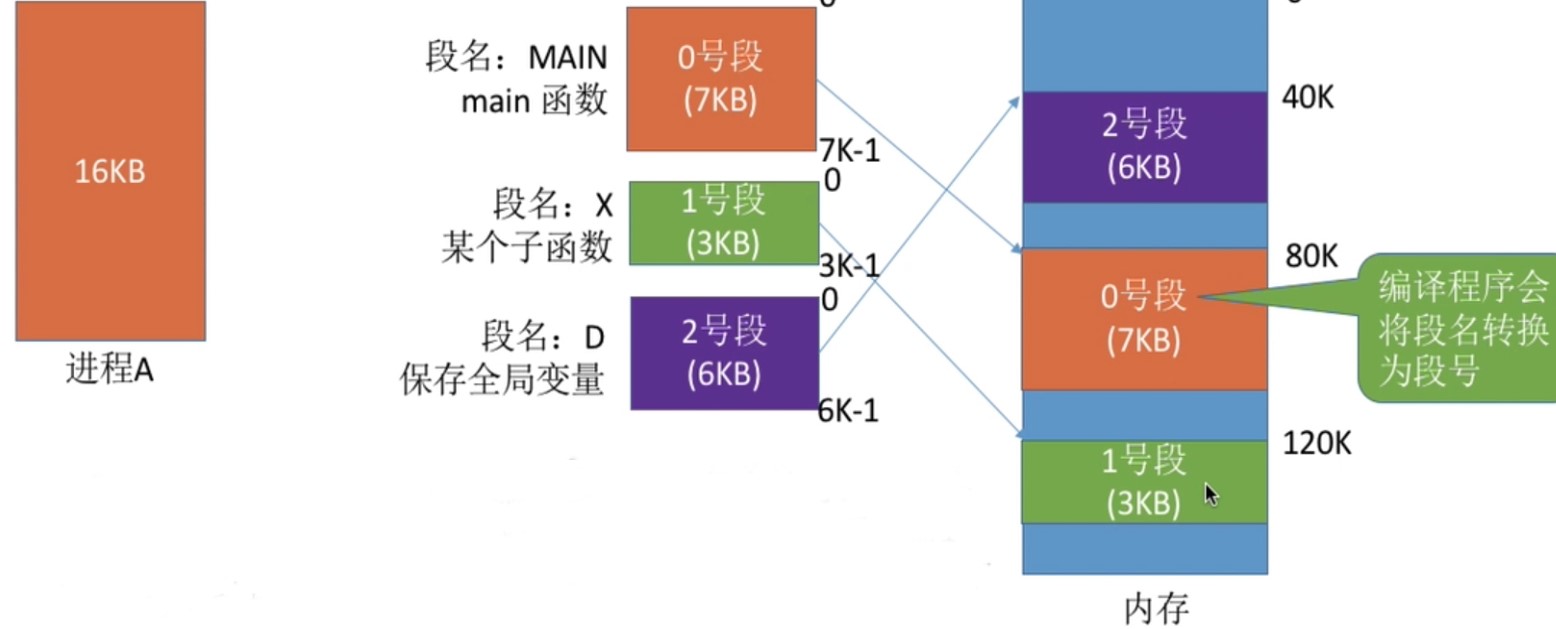 16KB
进程A
段名：MAIN
main 函数
0号段
(7KB)
7K-1
段名：X
某个子函数
0
1号段
(3KB)
3K-1
段名：D
保存全局变量
0
2号段
(6KB)
6K-1
40K
2号段
(6KB)
80K
0号段
(7KB)
120K
1号段
(3KB)
内存
编译程序会
将段名转换
为段号